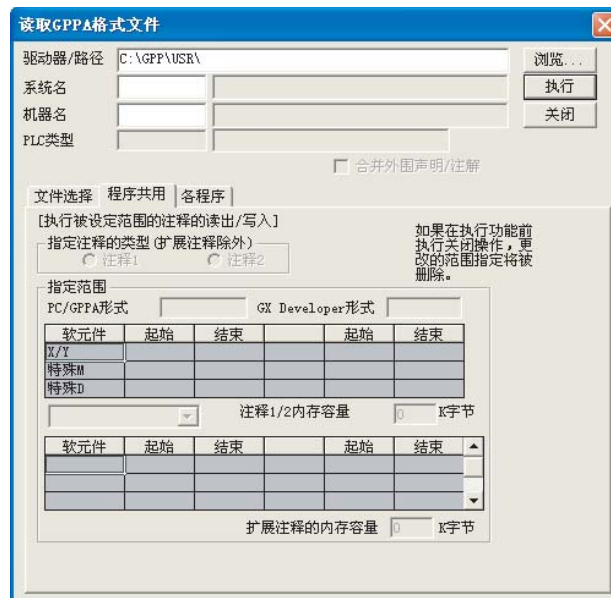 读取GPPA格式文件
驱动器/路径 C:\GPP\USR\ 浏览...
系统名 执行
机器名 关闭
PLC类型
合并外围声明/注解
文件选择 程序共用 各程序
[执行被设定范围的注释的读出/写入]
如果在执行功能前
执行关闭操作，更
改的范围指定将被
删除。
指定注释的类型(扩展注释除外)
注释1 注释2
指定范围
PC/GPPA形式 GX Developer形式
软元件 起始 结束 起始 结束
X/Y
特殊M
特殊D
注释1/2内存容量 0 K字节
软元件 起始 结束 起始 结束
扩展注释的内存容量 0 K字节